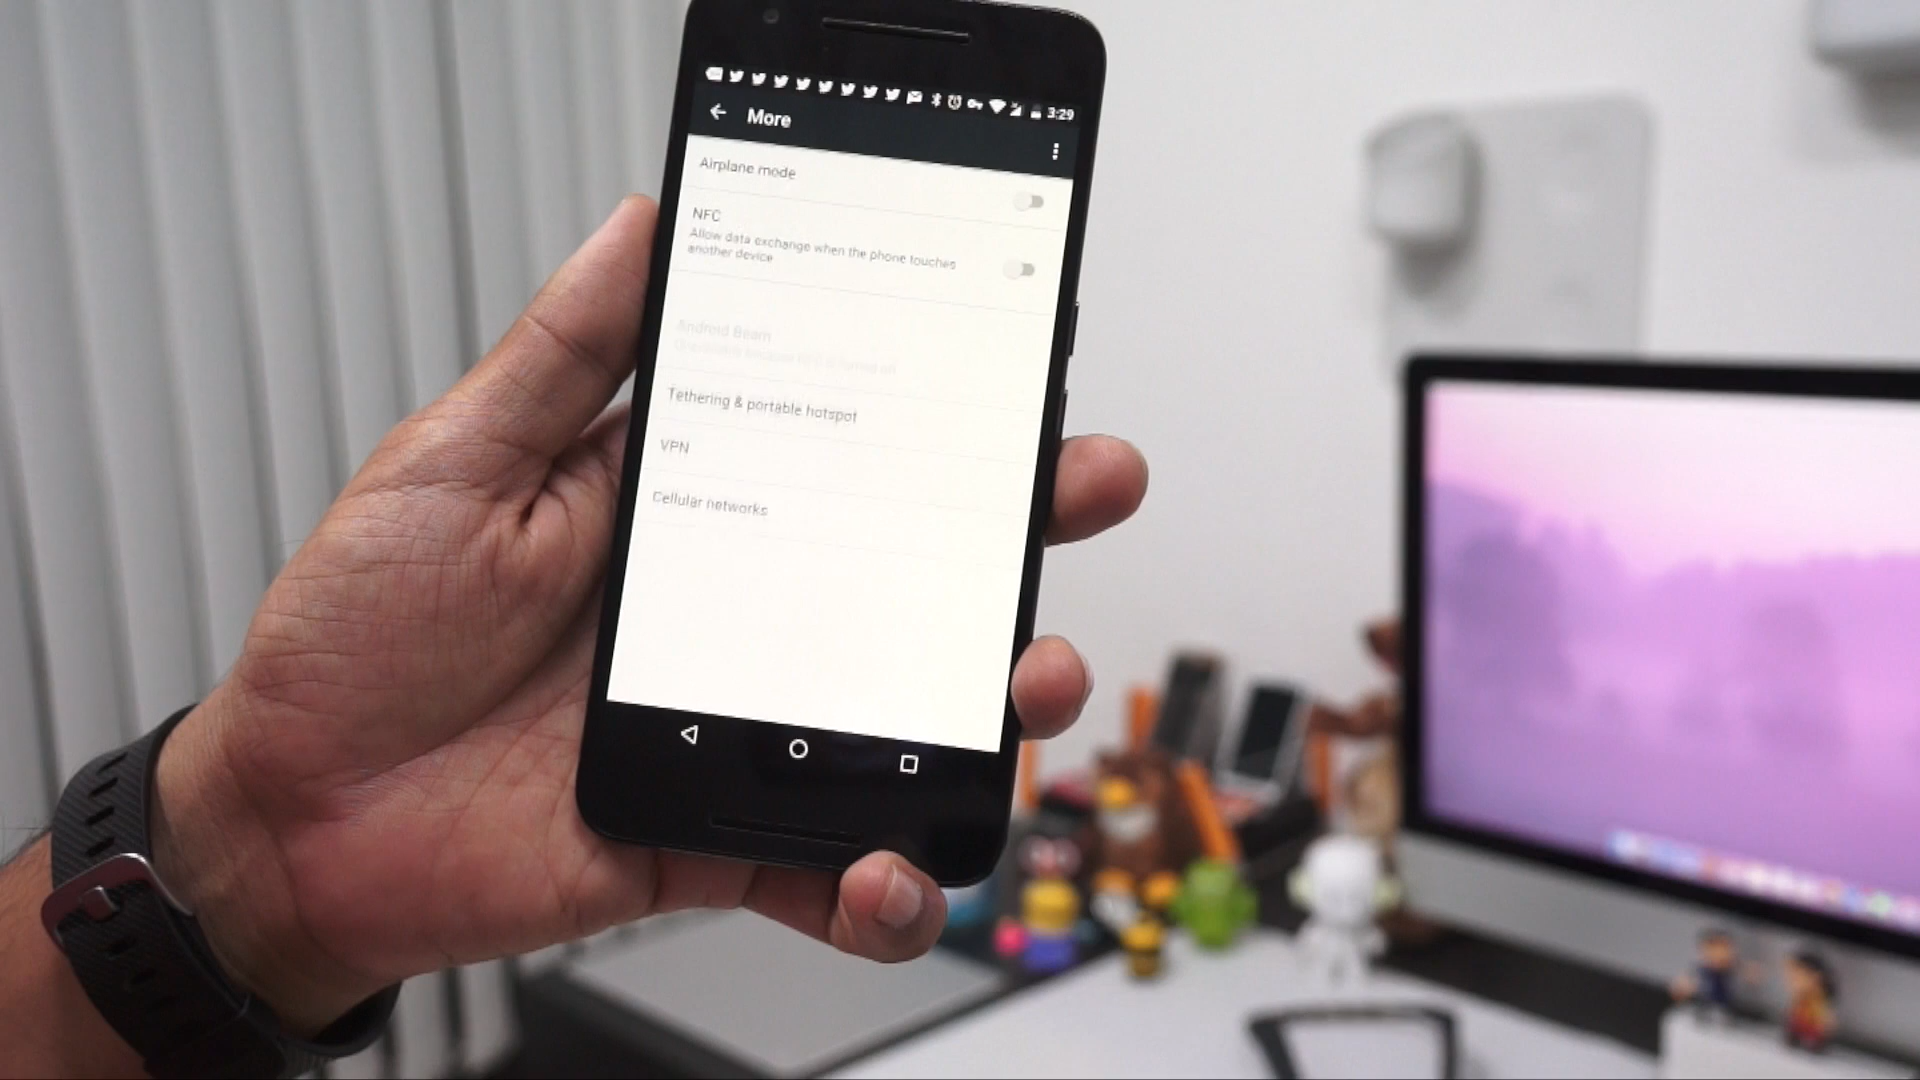 3:29
More
Airplane mode
NFC
Allow data exchange when the phone touches
another device
Android Beam
Tethering & portable hotspot
VPN
Cellular networks